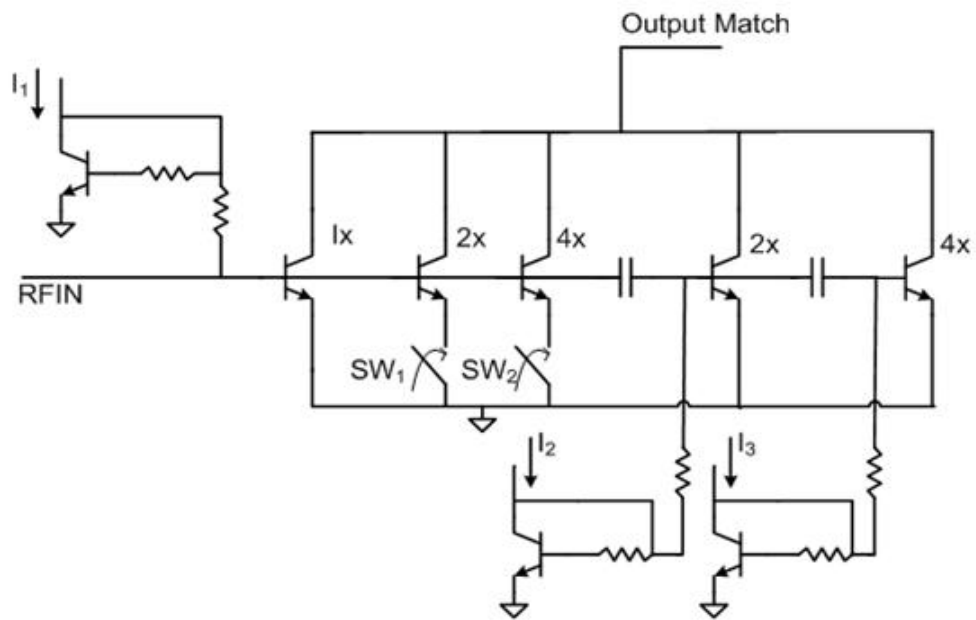 Output Match
I₁
Ix 2x 4x 2x 4x
RFIN
SW₁ SW₂
I₂ I₃